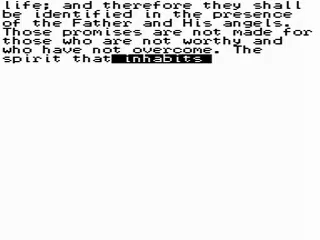 life; and therefore they shall
be identified in the presence
of the Father and His angels.
Those promises are not made for
those who are not worthy and
who have not overcome. The
spirit that inhabits